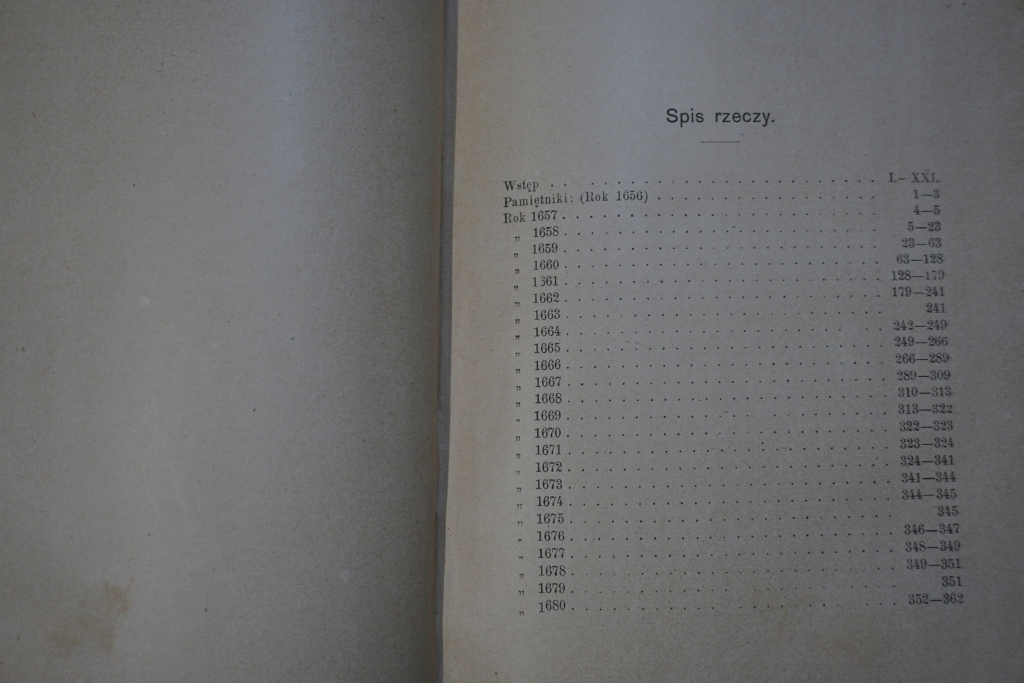 Spis rzeczy.
Wstęp . . . . . . . . . . . . . . . . . . . . I.—XXI.
Pamiętniki: (Rok 1656) . . . . . . . . . . . . . . 1—3
Rok 1657 . . . . . . . . . . . . . . . . . . . 4—5
„ 1658 . . . . . . . . . . . . . . . . . . . 5—23
„ 1659 . . . . . . . . . . . . . . . . . . . 23—63
„ 1660 . . . . . . . . . . . . . . . . . . . 63—128
„ 1661 . . . . . . . . . . . . . . . . . . . 128—179
„ 1662 . . . . . . . . . . . . . . . . . . . 179—241
„ 1663 . . . . . . . . . . . . . . . . . . . 241
„ 1664 . . . . . . . . . . . . . . . . . . . 242—249
„ 1665 . . . . . . . . . . . . . . . . . . . 249—266
„ 1666 . . . . . . . . . . . . . . . . . . . 266—289
„ 1667 . . . . . . . . . . . . . . . . . . . 289—309
„ 1668 . . . . . . . . . . . . . . . . . . . 310—313
„ 1669 . . . . . . . . . . . . . . . . . . . 313—322
„ 1670 . . . . . . . . . . . . . . . . . . . 322—323
„ 1671 . . . . . . . . . . . . . . . . . . . 323—324
„ 1672 . . . . . . . . . . . . . . . . . . . 324—341
„ 1673 . . . . . . . . . . . . . . . . . . . 341—344
„ 1674 . . . . . . . . . . . . . . . . . . . 344—345
„ 1675 . . . . . . . . . . . . . . . . . . . 345
„ 1676 . . . . . . . . . . . . . . . . . . . 346—347
„ 1677 . . . . . . . . . . . . . . . . . . . 348—349
„ 1678 . . . . . . . . . . . . . . . . . . . 349—351
„ 1679 . . . . . . . . . . . . . . . . . . . 351
„ 1680 . . . . . . . . . . . . . . . . . . . 352—362